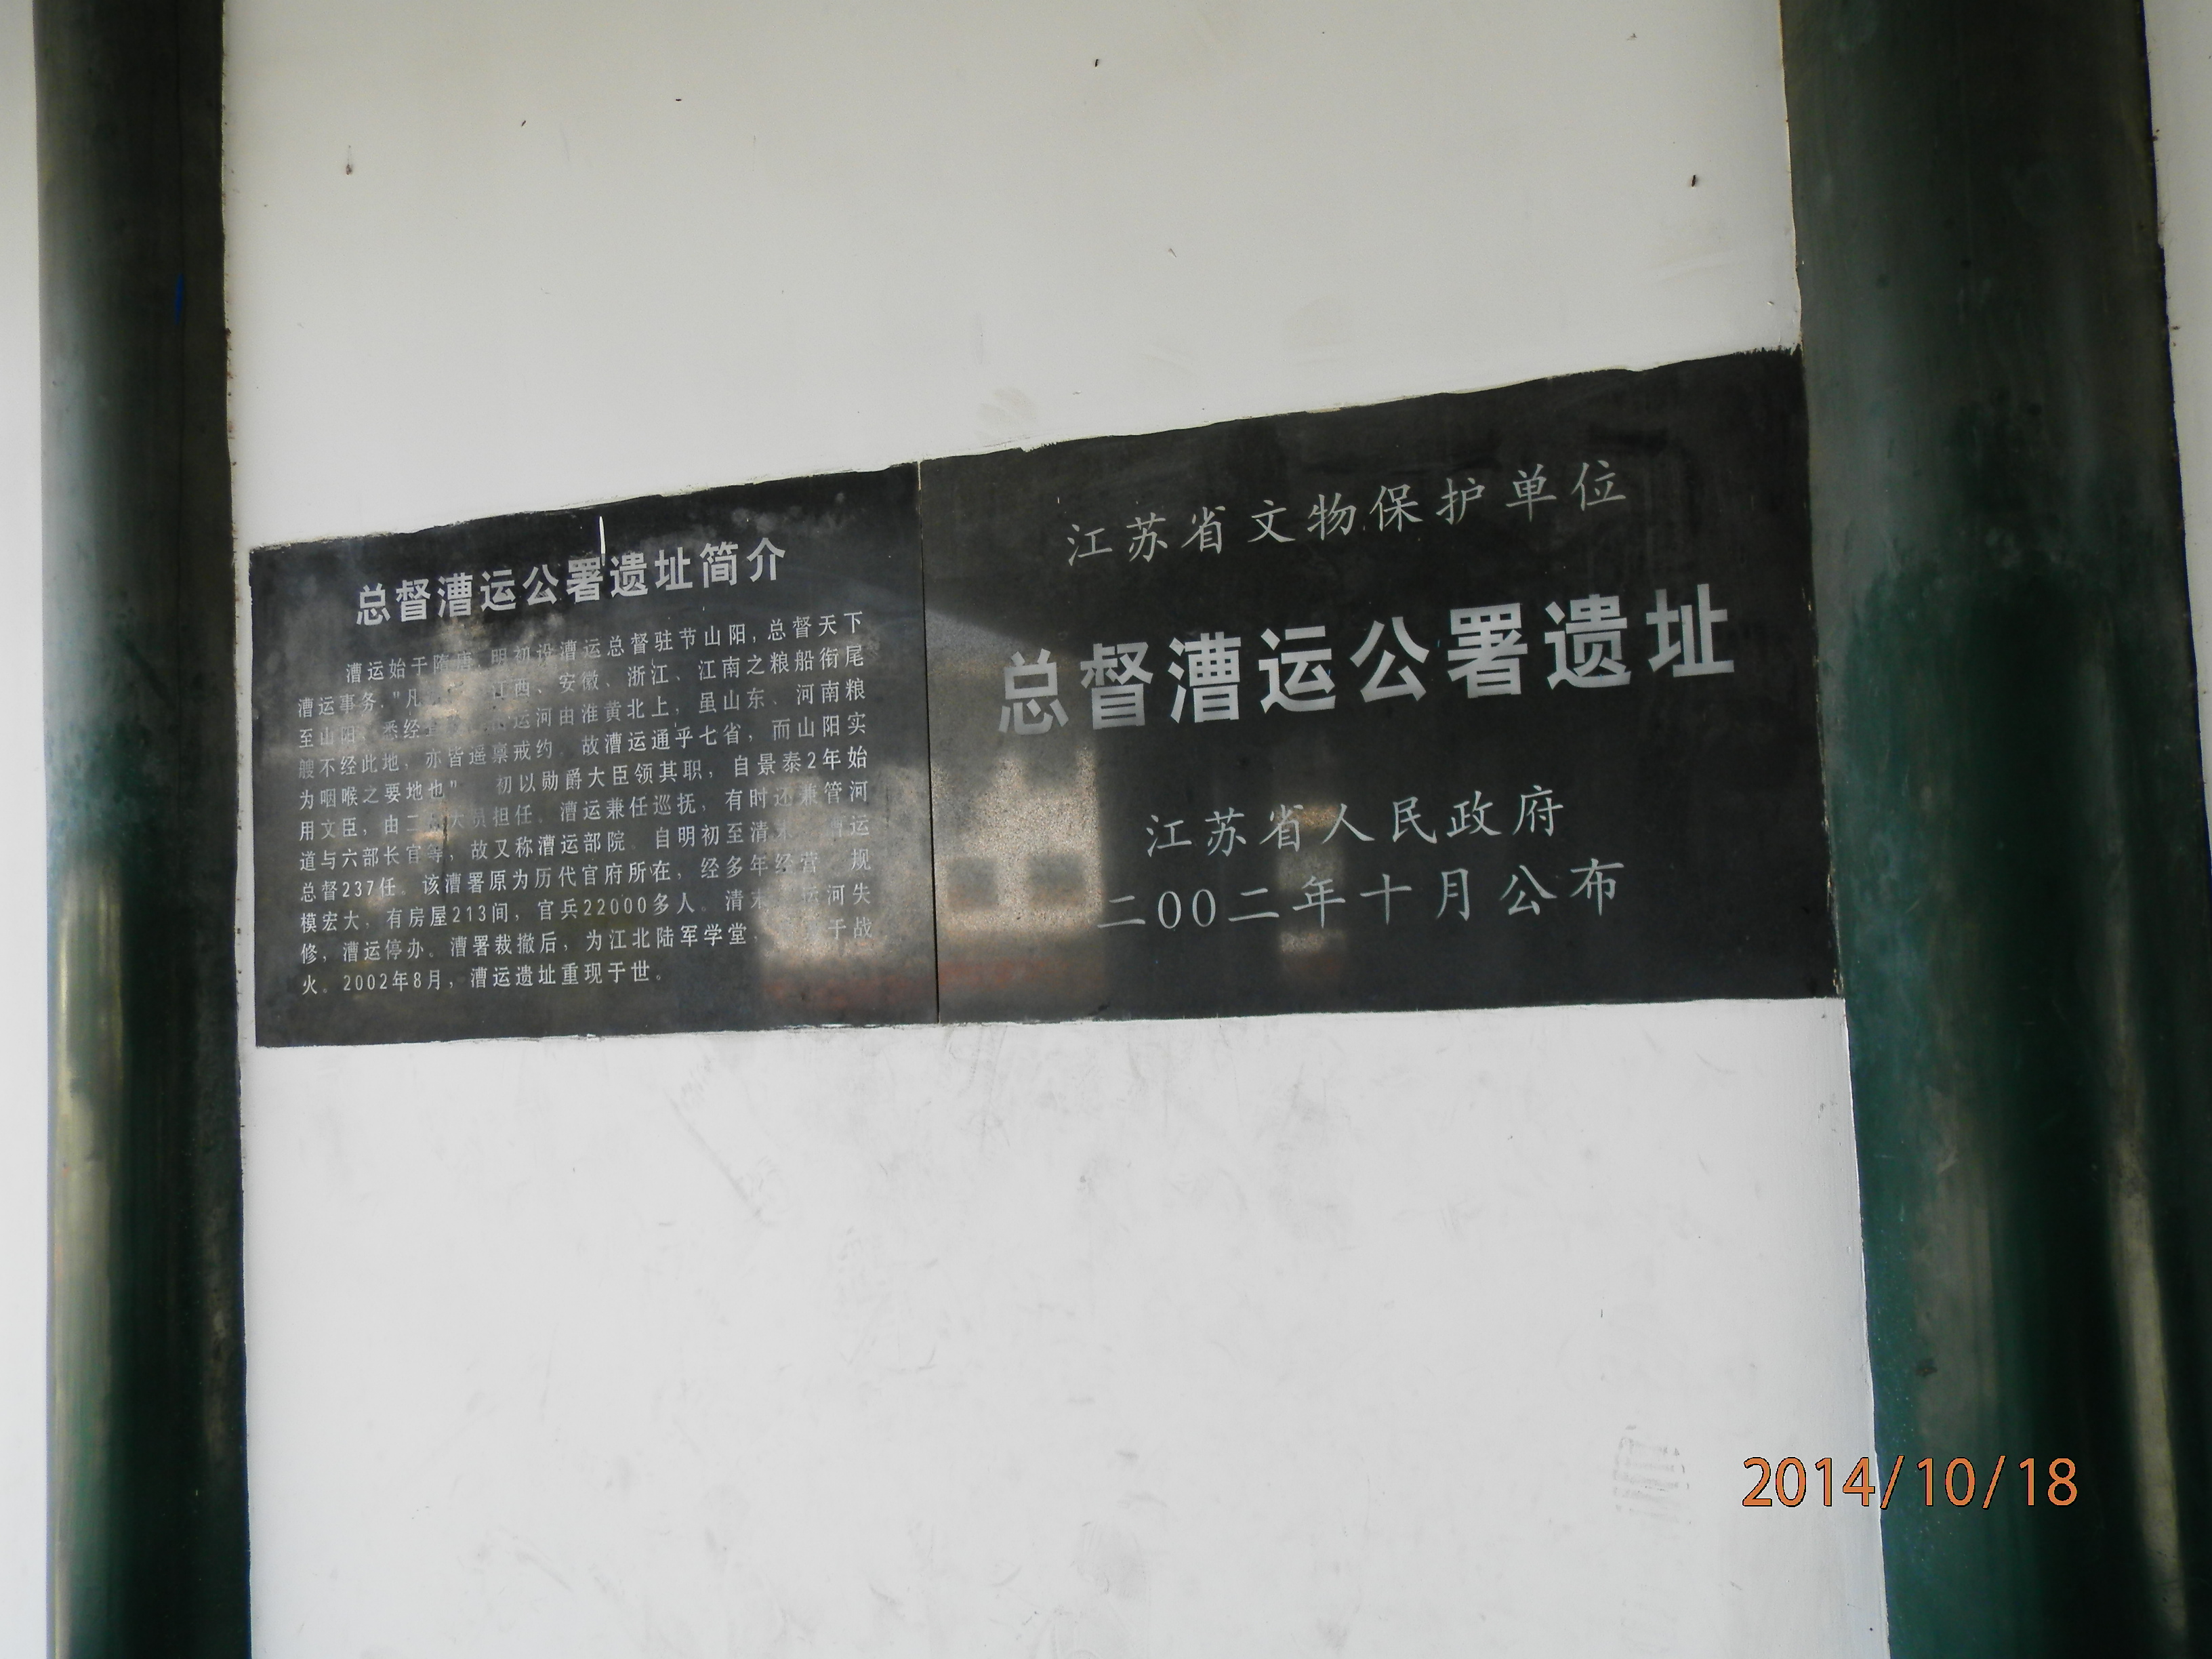 总督漕运公署遗址简介
漕运始于隋唐,明初设漕运总督驻节山阳,总督天下
漕运事务."凡 江西、安徽、浙江、江南之粮船衔尾
至山阳,悉经 运河由淮黄北上,虽山东、河南粮
艘不经此地,亦皆遥禀戒约。故漕运通乎七省,而山阳实
为咽喉之要地也" 初以勋爵大臣领其职,自景泰2年始
用文臣,由二 大员担任。漕运兼任巡抚,有时还兼管河
道与六部长官等,故又称漕运部院。自明初至清 漕运
总督237任。该漕署原为历代官府所在,经多年经营 规
模宏大,有房屋213间,官兵22000多人。清末 运河失
修,漕运停办。漕署裁撤后,为江北陆军学堂, 于战
火。2002年8月,漕运遗址重现于世。
江苏省文物保护单位
总督漕运公署遗址
江苏省人民政府
二00二年十月公布
2014/10/18